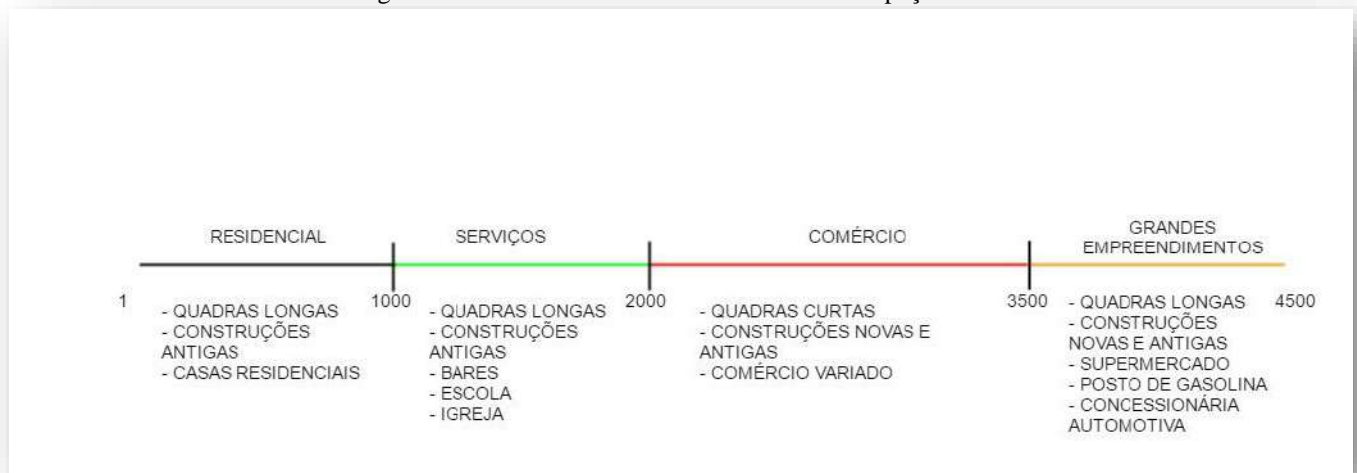 RESIDENCIAL
SERVIÇOS
COMÉRCIO
GRANDES
EMPREENDIMENTOS
1
1000
2000
3500
4500
- QUADRAS LONGAS
- CONSTRUÇÕES
ANTIGAS
- CASAS RESIDENCIAIS
- QUADRAS LONGAS
- CONSTRUÇÕES
ANTIGAS
- BARES
- ESCOLA
- IGREJA
- QUADRAS CURTAS
- CONSTRUÇÕES NOVAS E
ANTIGAS
- COMÉRCIO VARIADO
- QUADRAS LONGAS
- CONSTRUÇÕES
NOVAS E ANTIGAS
- SUPERMERCADO
- POSTO DE GASOLINA
- CONCESSIONÁRIA
AUTOMOTIVA